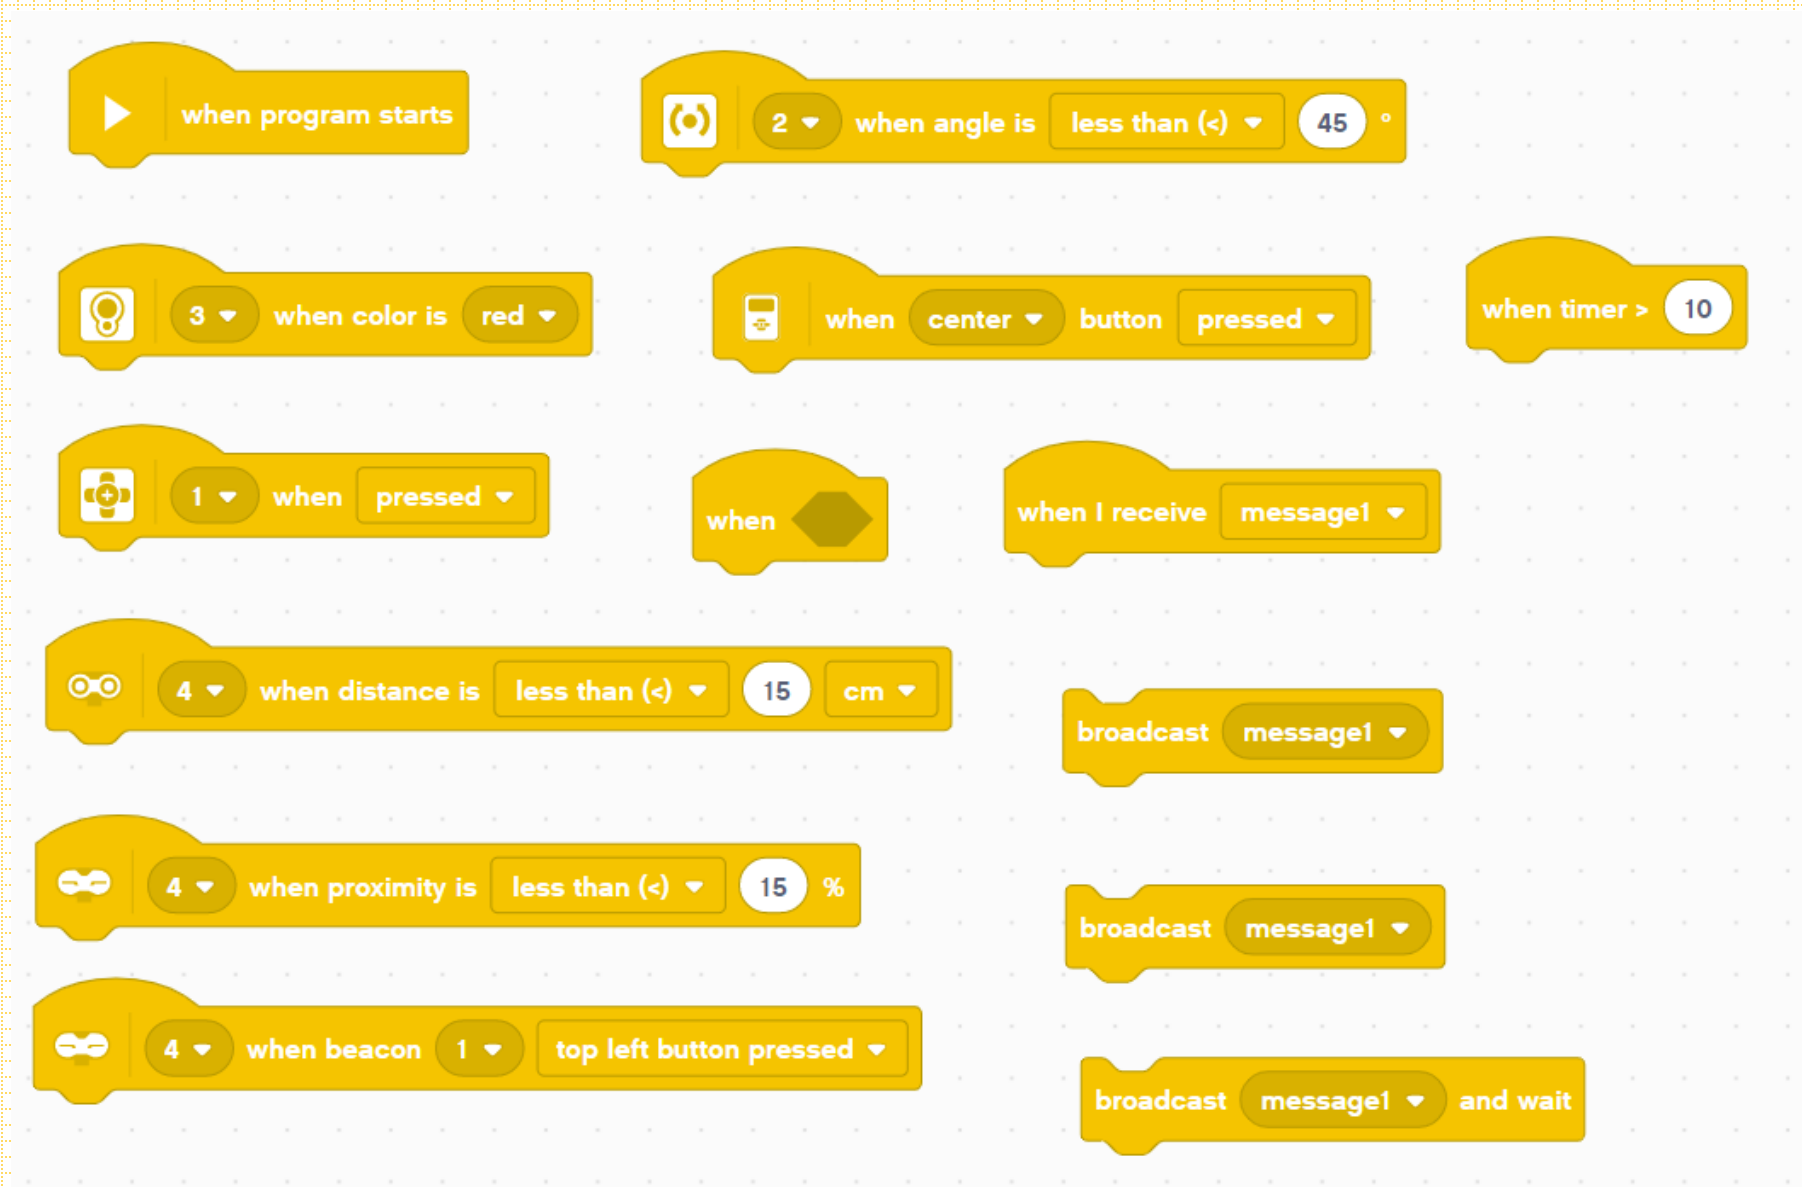 when program starts
2 when angle is less than (<) 45 °
3 when color is red
when center button pressed
when timer > 10
1 when pressed
when
when I receive message1
4 when distance is less than (<) 15 cm
broadcast message1
4 when proximity is less than (<) 15 %
broadcast message1
4 when beacon 1 top left button pressed
broadcast message1 and wait